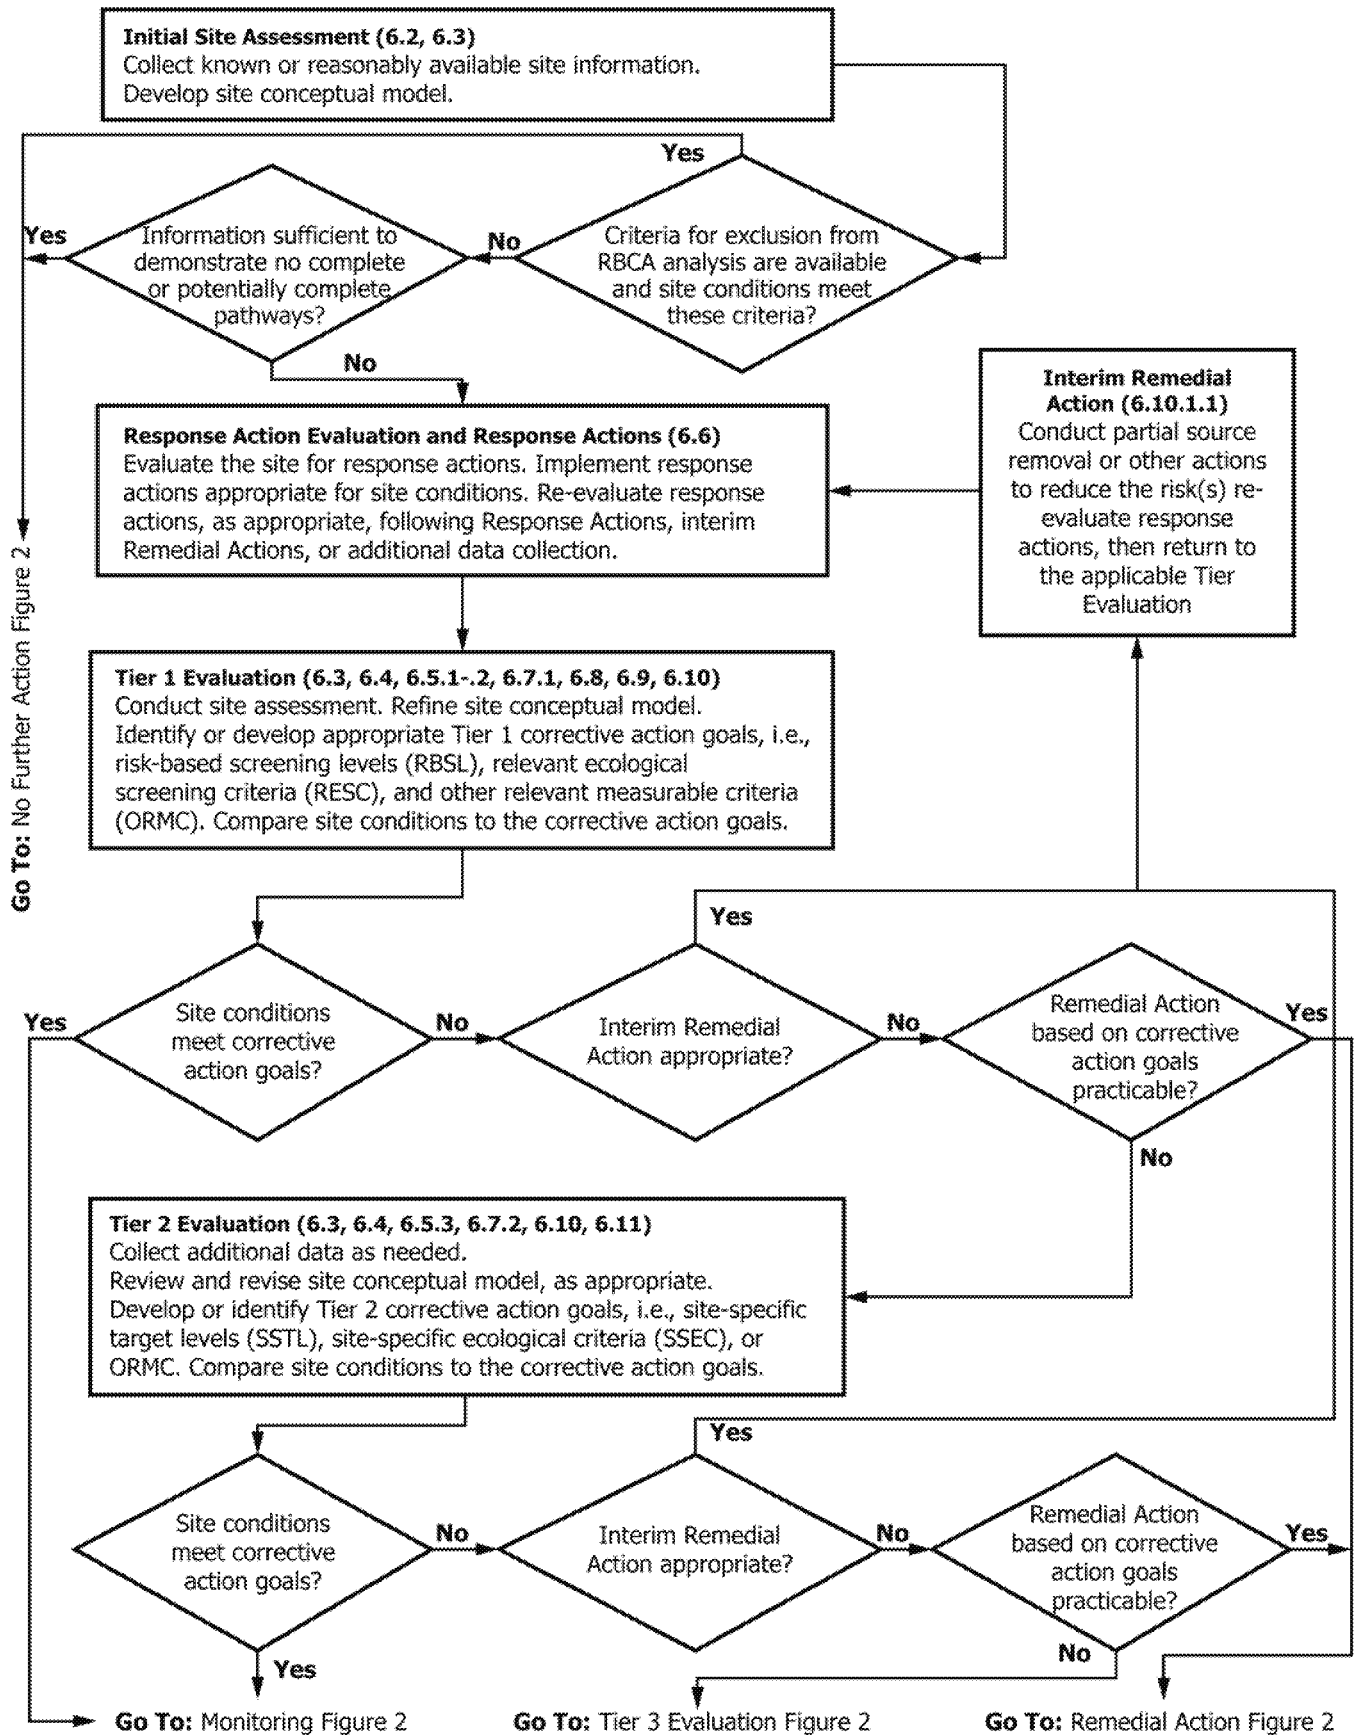 Initial Site Assessment (6.2, 6.3)
Collect known or reasonably available site information.
Develop site conceptual model.
Yes
Yes
Information sufficient to
demonstrate no complete
or potentially complete
pathways?
No
Criteria for exclusion from
RBCA analysis are available
and site conditions meet
these criteria?
No
Interim Remedial
Action (6.10.1.1)
Conduct partial source
removal or other actions
to reduce the risk(s) re-
evaluate response
actions, then return to
the applicable Tier
Evaluation
Response Action Evaluation and Response Actions (6.6)
Evaluate the site for response actions. Implement response
actions appropriate for site conditions. Re-evaluate response
actions, as appropriate, following Response Actions, interim
Remedial Actions, or additional data collection.
Go To: No Further Action Figure 2
Tier 1 Evaluation (6.3, 6.4, 6.5.1-.2, 6.7.1, 6.8, 6.9, 6.10)
Conduct site assessment. Refine site conceptual model.
Identify or develop appropriate Tier 1 corrective action goals, i.e.,
risk-based screening levels (RBSL), relevant ecological
screening criteria (RESC), and other relevant measurable criteria
(ORMC). Compare site conditions to the corrective action goals.
Yes
Yes
Site conditions
meet corrective
action goals?
No
Interim Remedial
Action appropriate?
No
Remedial Action
based on corrective
action goals
practicable?
Yes
No
Tier 2 Evaluation (6.3, 6.4, 6.5.3, 6.7.2, 6.10, 6.11)
Collect additional data as needed.
Review and revise site conceptual model, as appropriate.
Develop or identify Tier 2 corrective action goals, i.e., site-specific
target levels (SSTL), site-specific ecological criteria (SSEC), or
ORMC. Compare site conditions to the corrective action goals.
Yes
Site conditions
meet corrective
action goals?
No
Interim Remedial
Action appropriate?
No
Remedial Action
based on corrective
action goals
practicable?
Yes
Yes
No
Go To: Monitoring Figure 2
Go To: Tier 3 Evaluation Figure 2
Go To: Remedial Action Figure 2